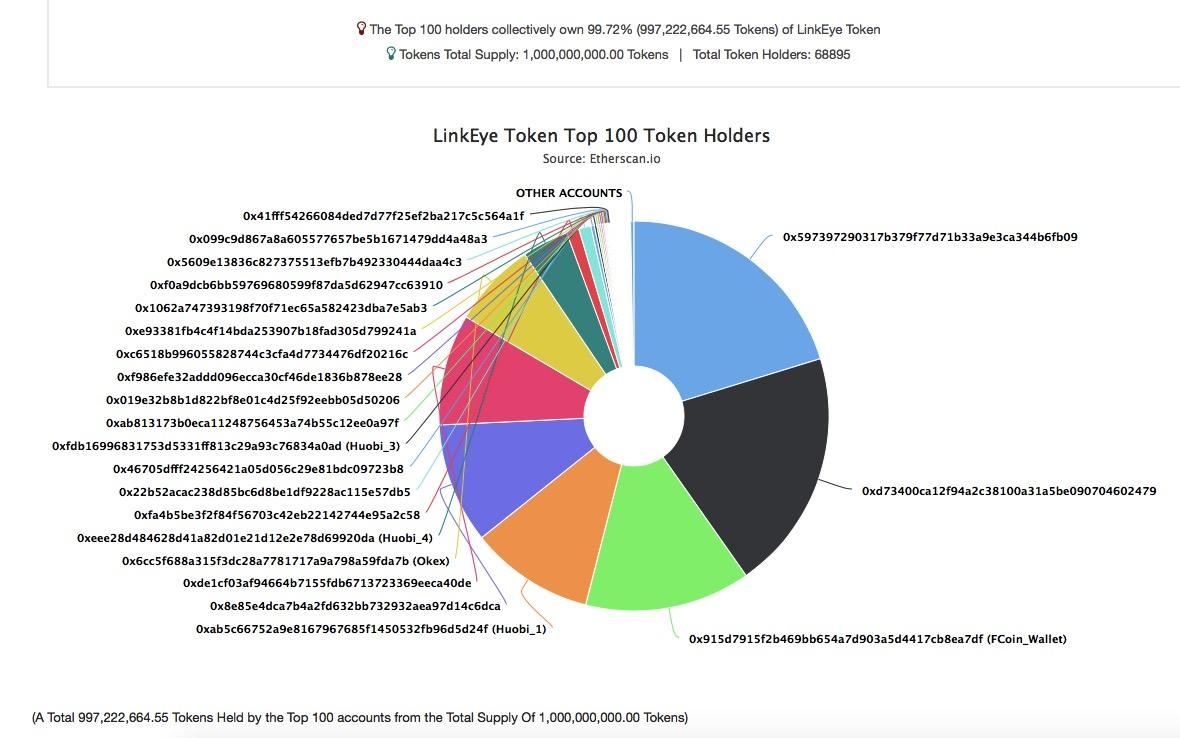 The Top 100 holders collectively own 99.72% (997,222,664.55 Tokens) of LinkEye Token
Tokens Total Supply: 1,000,000,000.00 Tokens | Total Token Holders: 68895
LinkEye Token Top 100 Token Holders
Source: Etherscan.io
OTHER ACCOUNTS
0x41fff54266084ded7d77f25ef2ba217c5c564a1f
0x099c9d867a8a605577657be5b1671479dd4a48a3
0x5609e13836c827375513efb7b492330444daa4c3
0xf0a9dcb6bb59769680599f87da5d62947cc63910
0x1062a747393198f70f71ec65a582423dba7e5ab3
0xe93381fb4c4f14bda253907b18fad305d799241a
0xc6518b996055828744c3cfa4d7734476df20216c
0xf986efe32addd096ecca30cf46de1836b878ee28
0x019e32b8b1d822bf8e01c4d25f92eebb05d50206
0xab813173b0eca11248756453a74b55c12ee0a97f
0xfdb16996831753d5331ff813c29a93c76834a0ad (Huobi_3)
0x46705dfff24256421a05d056c29e81bdc09723b8
0x22b52acac238d85bc6d8be1df9228ac115e57db5
0xfa4b5be3f2f84f56703c42eb22142744e95a2c58
0xeee28d484628d41a82d01e21d12e2e78d69920da (Huobi_4)
0x6cc5f688a315f3dc28a7781717a9a798a59fda7b (Okex)
0xde1cf03af94664b7155fdb6713723369eeca40de
0x8e85e4dca7b4a2fd632bb732932aea97d14c6dca
0xab5c66752a9e8167967685f1450532fb96d5d24f (Huobi_1)
0x597397290317b379f77d71b33a9e3ca344b6fb09
0xd73400ca12f94a2c38100a31a5be090704602479
0x915d7915f2b469bb654a7d903a5d4417cb8ea7df (FCoin_Wallet)
(A Total 997,222,664.55 Tokens Held by the Top 100 accounts from the Total Supply Of 1,000,000,000.00 Tokens)